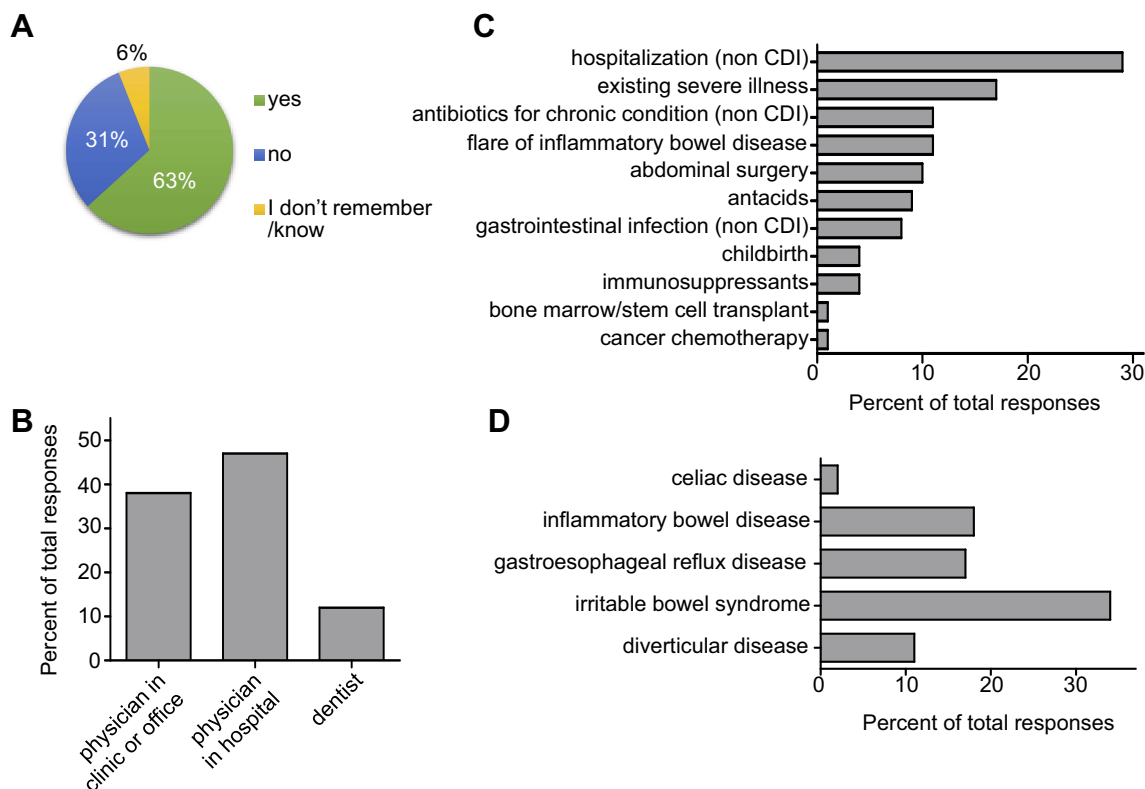 A
6%
31%
63%
yes
no
I don't remember
/know
B
Percent of total responses
50
40
30
20
10
0
physician in
clinic or office
physician
in hospital
dentist
C
hospitalization (non CDI)
existing severe illness
antibiotics for chronic condition (non CDI)
flare of inflammatory bowel disease
abdominal surgery
antacids
gastrointestinal infection (non CDI)
childbirth
immunosuppressants
bone marrow/stem cell transplant
cancer chemotherapy
0 10 20 30
Percent of total responses
D
celiac disease
inflammatory bowel disease
gastroesophageal reflux disease
irritable bowel syndrome
diverticular disease
0 10 20 30
Percent of total responses